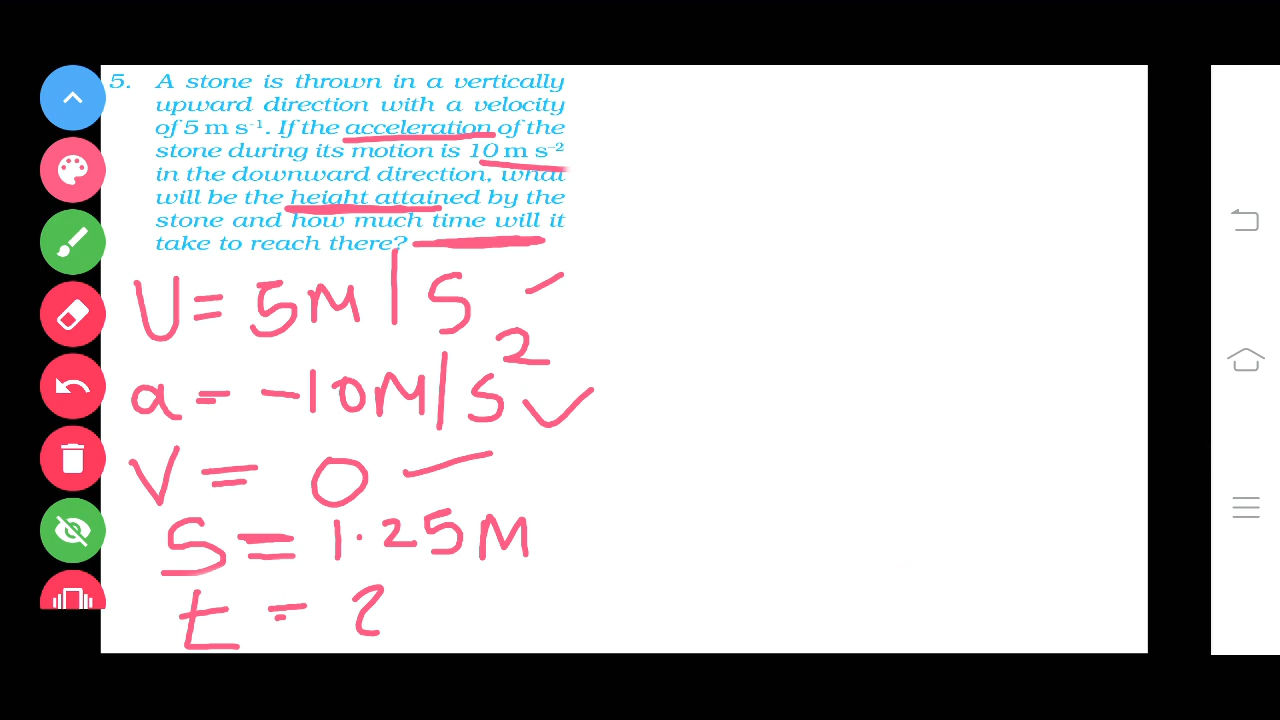 5. A stone is thrown in a vertically
upward direction with a velocity
of 5 m s⁻¹. If the acceleration of the
stone during its motion is 10 m s⁻²
in the downward direction, what
will be the height attained by the
stone and how much time will it
take to reach there?
U = 5M/S
a = -10M/S²
V = 0
S = 1.25M
t = ?